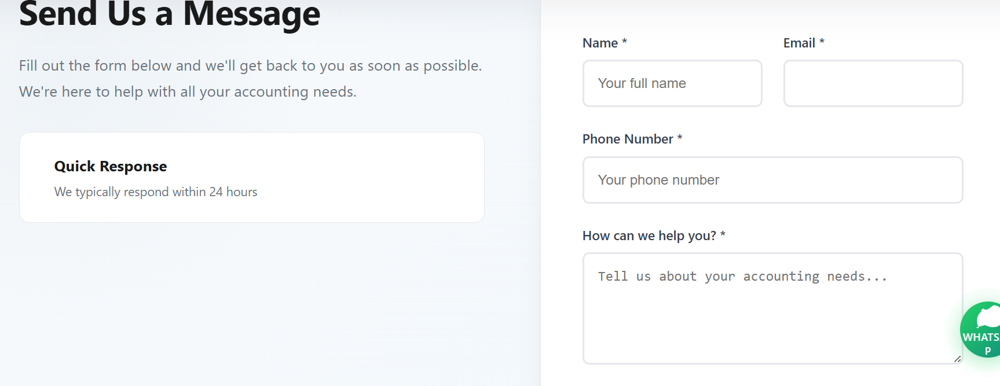 Send Us a Message
Fill out the form below and we'll get back to you as soon as possible.
We're here to help with all your accounting needs.
Quick Response
We typically respond within 24 hours
Name *
Email *
Your full name
Phone Number *
Your phone number
How can we help you? *
Tell us about your accounting needs...
WHATS
P